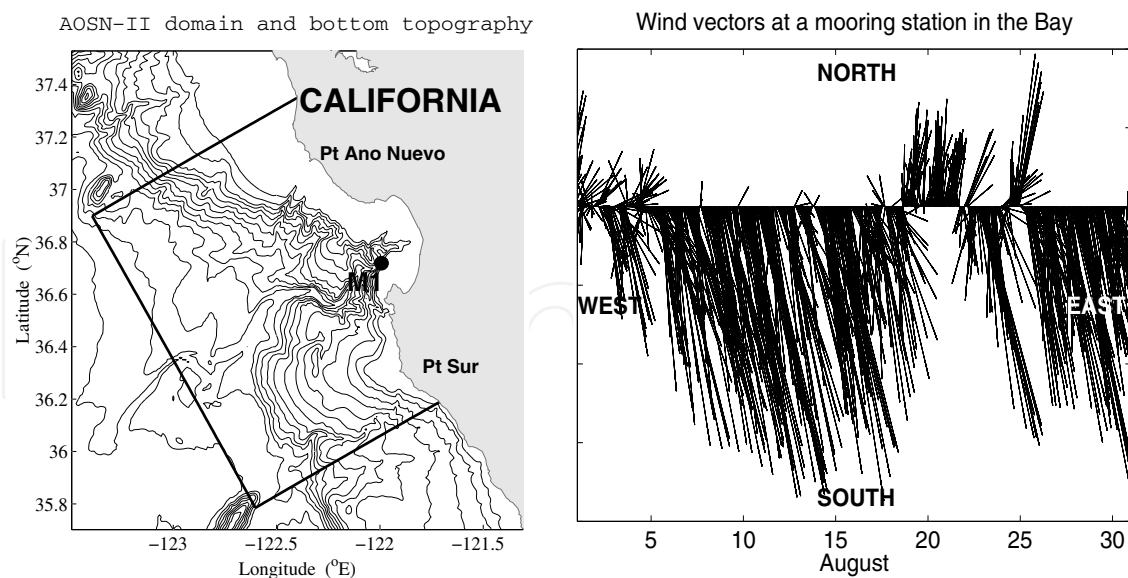 AOSN-II domain and bottom topography
37.4
37.2
37
36.8
36.6
36.4
36.2
36
35.8
Latitude (°N)
CALIFORNIA
Pt Ano Nuevo
M1
Pt Sur
−123
−122.5
−122
−121.5
Longitude (°E)
Wind vectors at a mooring station in the Bay
NORTH
WEST
EAST
SOUTH
5
10
15
20
25
30
August